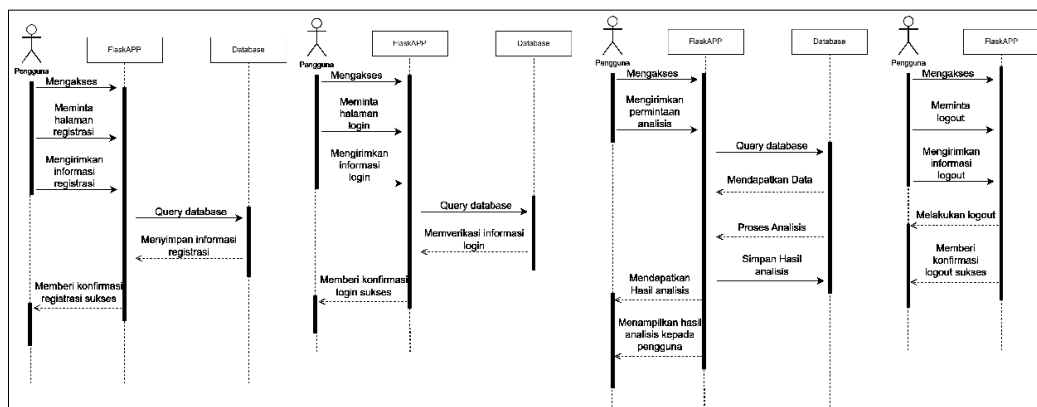 FlaskAPP
Database
Pengguna
Mengakses
Meminta
halaman
registrasi
Mengirimkan
informasi
registrasi
Query database
Menyimpan informasi
registrasi
Memberi konfirmasi
registrasi sukses
FlaskAPP
Database
Pengguna
Mengakses
Meminta
halaman
login
Mengirimkan
informasi
login
Query database
Memverifikasi informasi
login
Memberi konfirmasi
login sukses
FlaskAPP
Database
Pengguna
Mengakses
Mengirimkan
permintaan
analisis
Query database
Mendapatkan Data
Proses Analisis
Simpan Hasil
analisis
Mendapatkan
Hasil analisis
Menampilkan hasil
analisis kepada
pengguna
FlaskAPP
Pengguna
Mengakses
Meminta
logout
Mengirimkan
informasi
logout
Melakukan logout
Memberi
konfirmasi
logout sukses